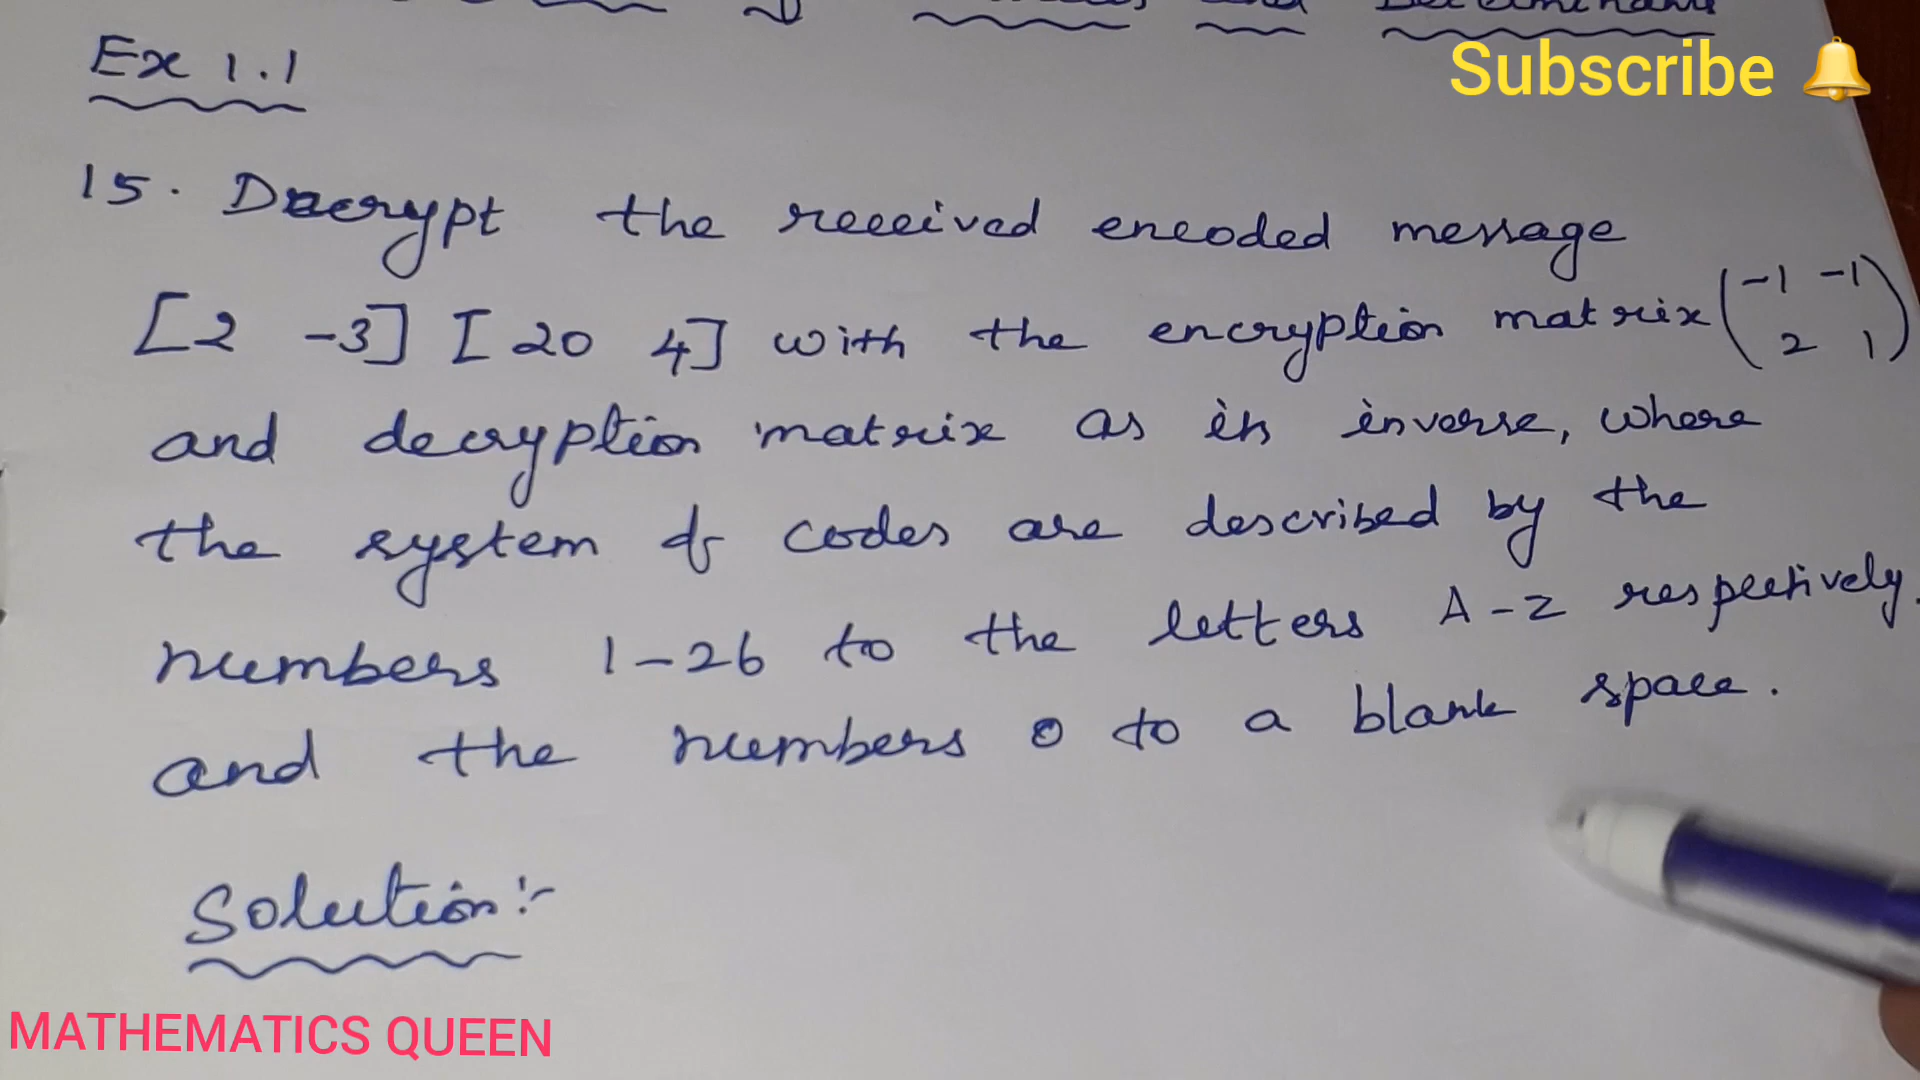 Subscribe
Ex 1.1
15. Decrypt the received encoded message
[2 -3] [20 4] with the encryption matrix (-1 -1
2 1)
and decryption matrix as its inverse, where
the system of codes are described by the
numbers 1-26 to the letters A-Z respectively.
and the numbers 0 to a blank space.
Solution:-
MATHEMATICS QUEEN